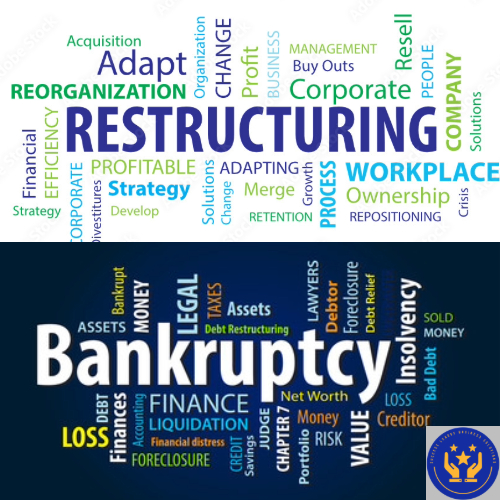 Acquisition
Adapt
Organization
CHANGE
Profit
BUSINESS
MANAGEMENT
Buy Outs
Resell
PEOPLE
REORGANIZATION
Corporate
COMPANY
Solutions
Financial
EFFICIENCY
RESTRUCTURING
PROFITABLE
Solutions
ADAPTING
Growth
PROCESS
WORKPLACE
CORPORATE
Divestitures
Strategy
Change
Merge
Ownership
Crisis
Strategy
Develop
RETENTION
REPOSITIONING
Bankrupt
MONEY
LEGAL
TAXES
Assets
LAWYERS
Debtor
Foreclosure
Debt Relief
Insolvency
SOLD
ASSETS
Debt Restructuring
MONEY
Bankruptcy
Bad Debt
DEBT
Finances
Accounting
FINANCE
Net Worth
LOSS
LOSS
LIQUIDATION
JUDGE
CHAPTER 7
Money
VALUE
Creditor
Financial distress
CREDIT
Savings
Portfolio
RISK
FORECLOSURE